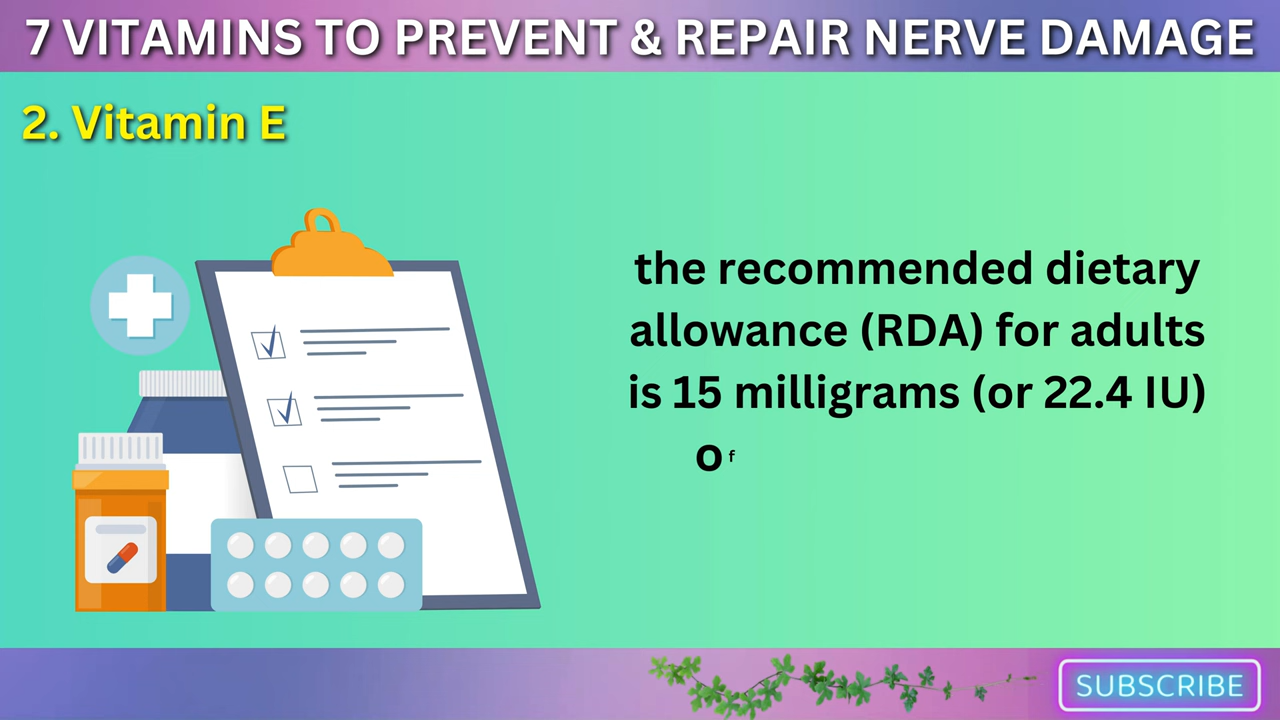 7 VITAMINS TO PREVENT & REPAIR NERVE DAMAGE
2. Vitamin E
the recommended dietary
allowance (RDA) for adults
is 15 milligrams (or 22.4 IU)
of
SUBSCRIBE